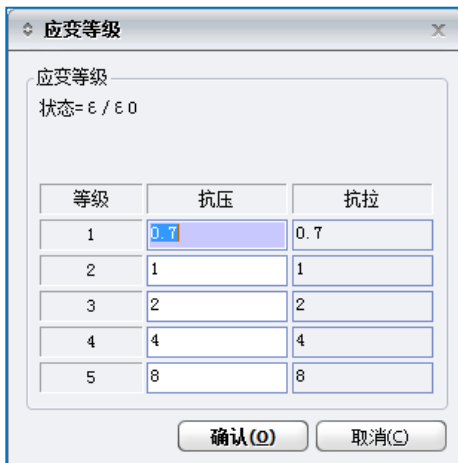 应变等级
应变等级
状态=ε/ε0
等级 抗压 抗拉
1 0.7 0.7
2 1 1
3 2 2
4 4 4
5 8 8
确认(O) 取消(C)